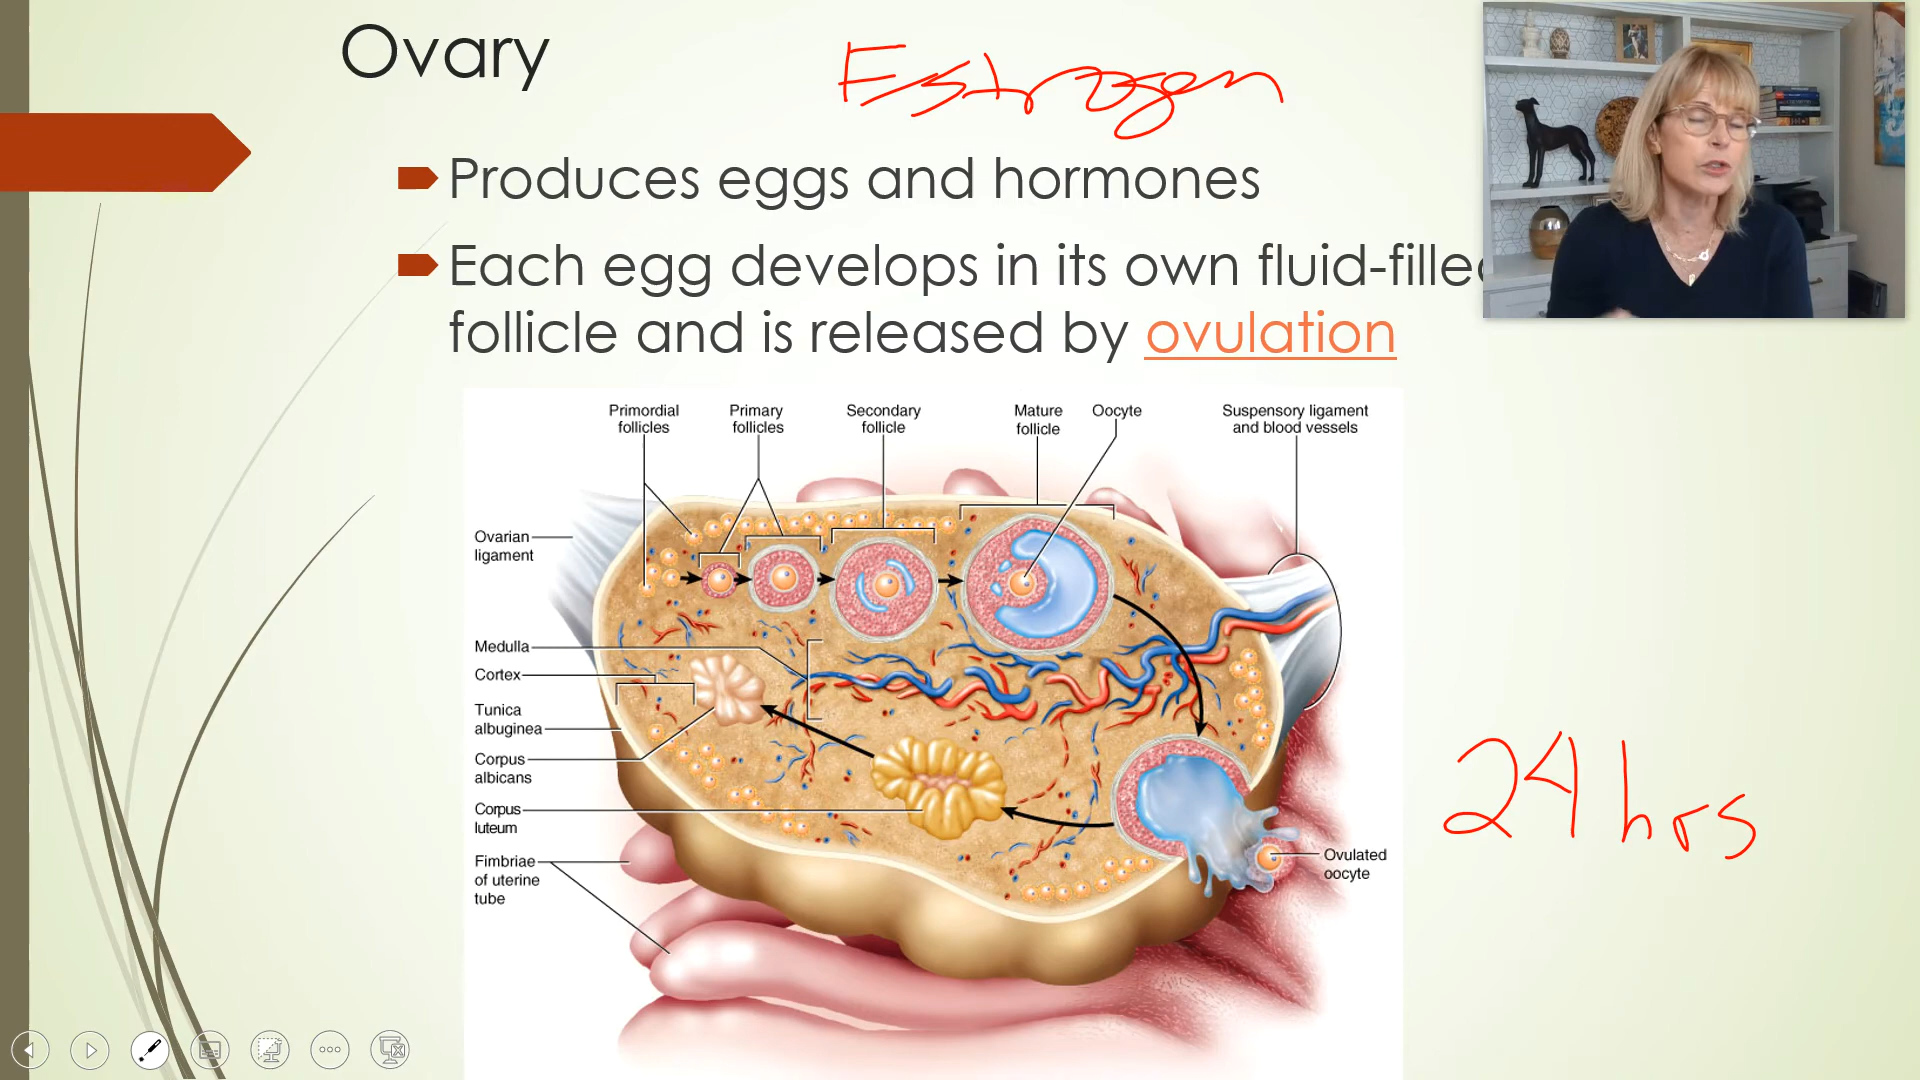 Ovary
Estrogen
Produces eggs and hormones
Each egg develops in its own fluid-filled
follicle and is released by ovulation
Primordial
follicles
Primary
follicles
Secondary
follicle
Mature
follicle
Oocyte
Suspensory ligament
and blood vessels
Ovarian
ligament
Medulla
Cortex
Tunica
albuginea
Corpus
albicans
Corpus
luteum
Fimbriae
of uterine
tube
24 hrs
Ovulated
oocyte